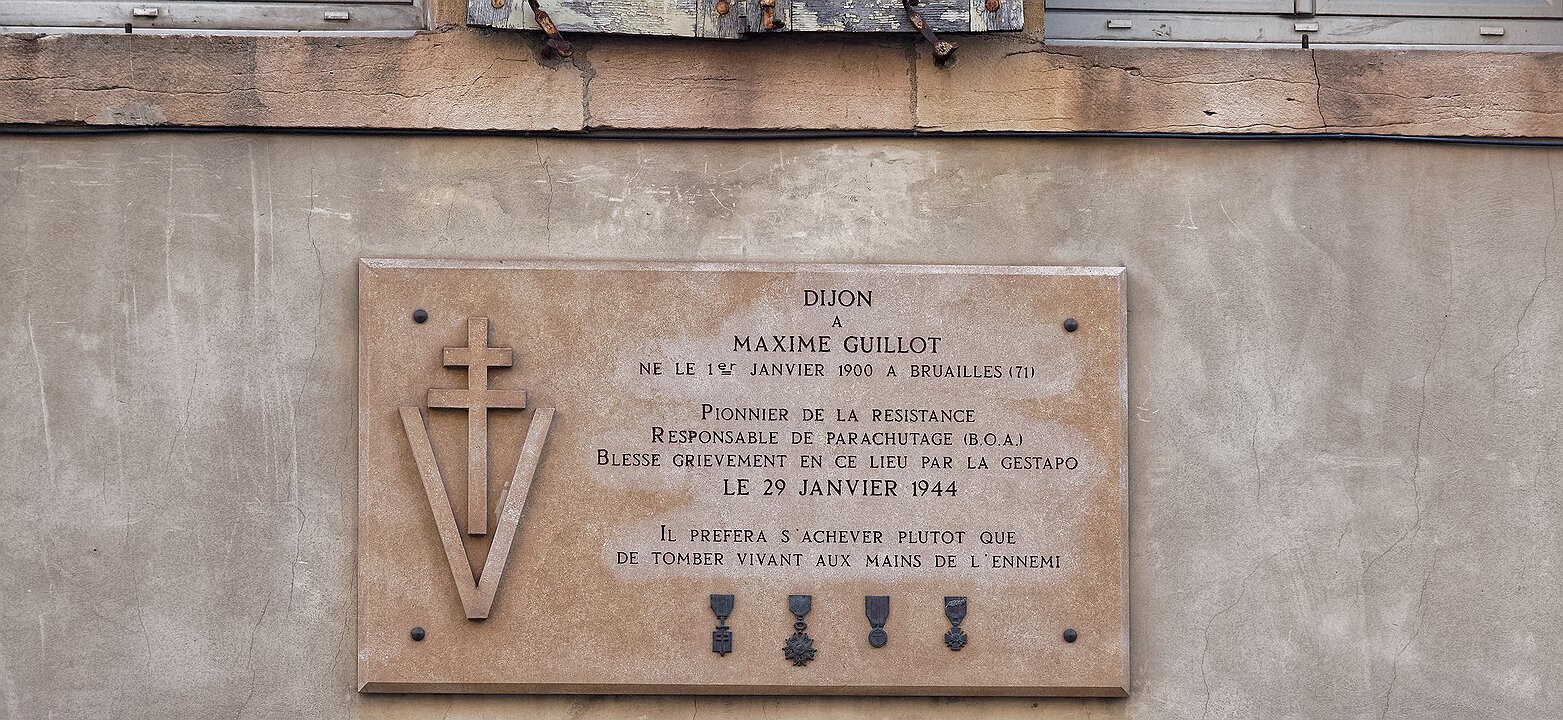 DIJON
A
MAXIME GUILLOT
NE LE 1er JANVIER 1900 A BRUAILLES (71)
PIONNIER DE LA RESISTANCE
RESPONSABLE DE PARACHUTAGE (B.O.A.)
BLESSE GRIEVEMENT EN CE LIEU PAR LA GESTAPO
LE 29 JANVIER 1944
IL PREFERA S'ACHEVER PLUTOT QUE
DE TOMBER VIVANT AUX MAINS DE L'ENNEMI